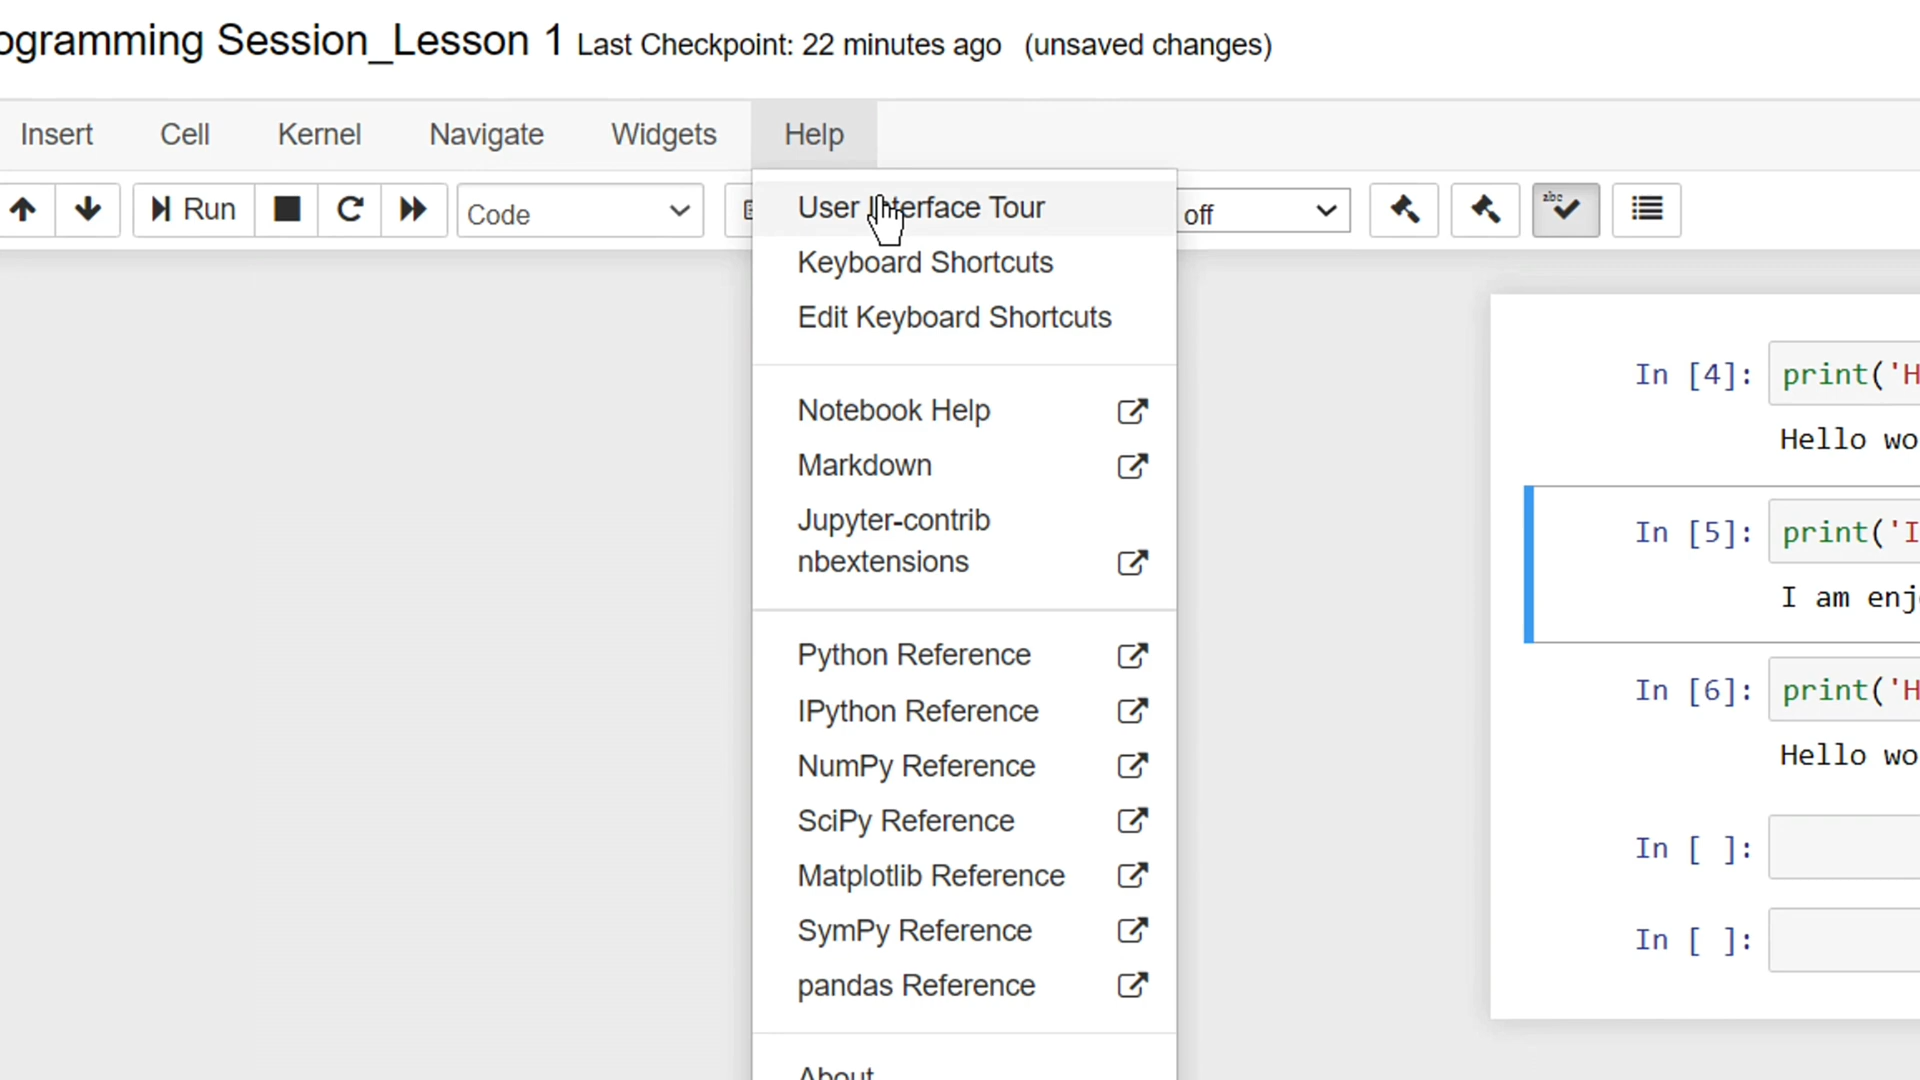 ogramming Session_Lesson 1 Last Checkpoint: 22 minutes ago (unsaved changes)
Insert Cell Kernel Navigate Widgets Help
Run Code off abc
User Interface Tour
Keyboard Shortcuts
Edit Keyboard Shortcuts
Notebook Help
Markdown
Jupyter-contrib
nbextensions
Python Reference
IPython Reference
NumPy Reference
SciPy Reference
Matplotlib Reference
SymPy Reference
pandas Reference
About
In [4]: print('H
Hello wo
In [5]: print('I
I am enj
In [6]: print('H
Hello wo
In [ ]:
In [ ]: